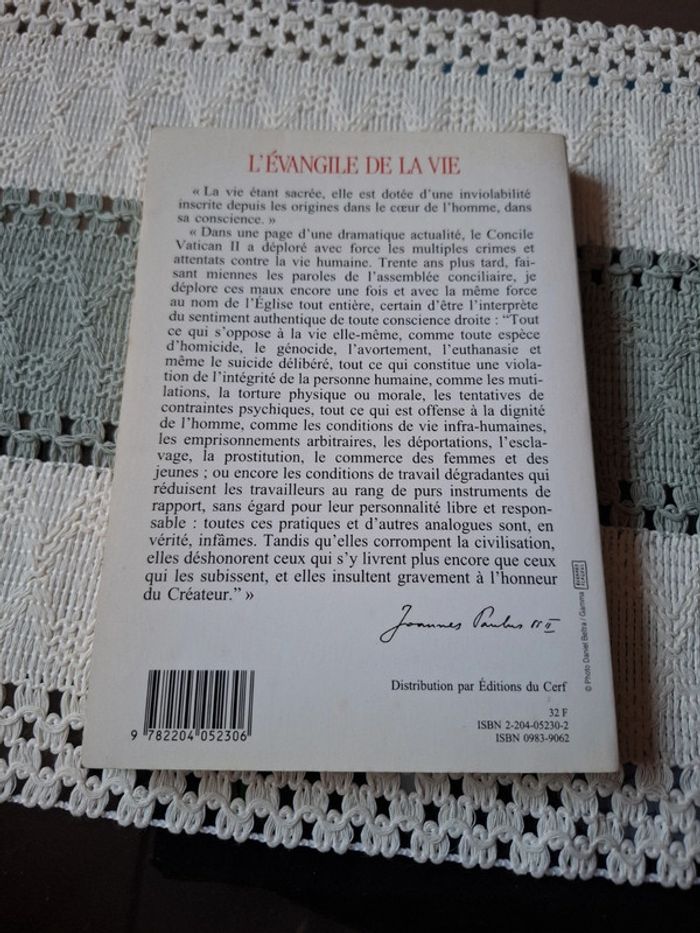 L'ÉVANGILE DE LA VIE
« La vie étant sacrée, elle est dotée d'une inviolabilité
inscrite depuis les origines dans le cœur de l'homme, dans
sa conscience. »
« Dans une page d'une dramatique actualité, le Concile
Vatican II a déploré avec force les multiples crimes et
attentats contre la vie humaine. Trente ans plus tard, fai-
sant miennes les paroles de l'assemblée conciliaire, je
déplore ces maux encore une fois et avec la même force
au nom de l'Église tout entière, certain d'être l'interprète
du sentiment authentique de toute conscience droite : “Tout
ce qui s'oppose à la vie elle-même, comme toute espèce
d'homicide, le génocide, l'avortement, l'euthanasie et
même le suicide délibéré, tout ce qui constitue une viola-
tion de l'intégrité de la personne humaine, comme les muti-
lations, la torture physique ou morale, les tentatives de
contraintes psychiques, tout ce qui est offense à la dignité
de l'homme, comme les conditions de vie infra-humaines,
les emprisonnements arbitraires, les déportations, l'escla-
vage, la prostitution, le commerce des femmes et des
jeunes ; ou encore les conditions de travail dégradantes qui
réduisent les travailleurs au rang de purs instruments de
rapport, sans égard pour leur personnalité libre et respon-
sable : toutes ces pratiques et d'autres analogues sont, en
vérité, infâmes. Tandis qu'elles corrompent la civilisation,
elles déshonorent ceux qui s'y livrent plus encore que ceux
qui les subissent, et elles insultent gravement à l'honneur
du Créateur.” »
Joannes Paulus PP II
© Photo Daniel Beltra / Gamma
Distribution par Éditions du Cerf
32 F
ISBN 2-204-05230-2
ISBN 0983-9062
9 782204 052306